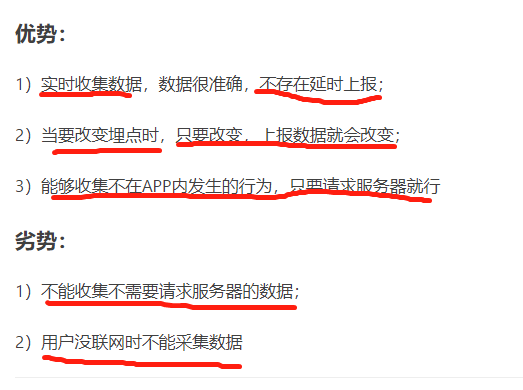 优势：
1）实时收集数据，数据很准确，不存在延时上报；
2）当要改变埋点时，只要改变，上报数据就会改变；
3）能够收集不在APP内发生的行为，只要请求服务器就行
劣势：
1）不能收集不需要请求服务器的数据；
2）用户没联网时不能采集数据